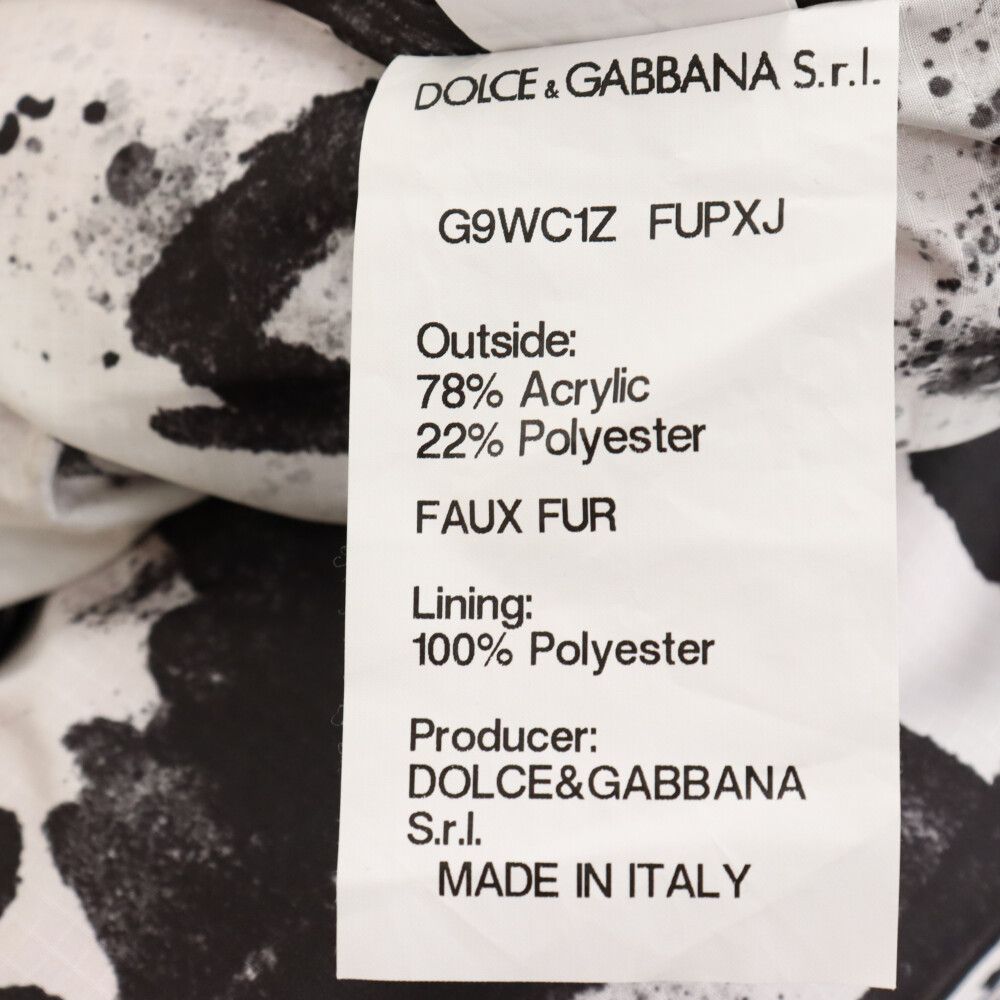 DOLCE & GABBANA S.r.l.
G9WC1Z FUPXJ
Outside:
78% Acrylic
22% Polyester
FAUX FUR
Lining:
100% Polyester
Producer:
DOLCE&GABBANA
S.r.l.
MADE IN ITALY